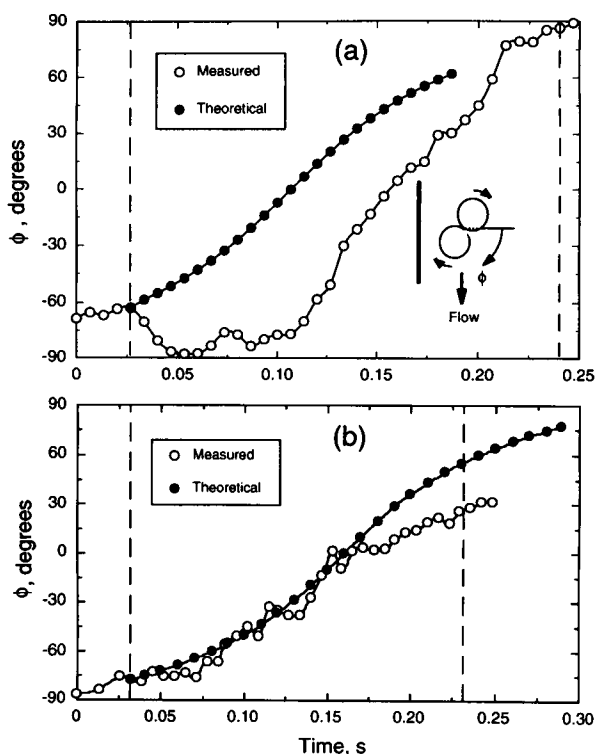 90
60
30
0
-30
-60
-90
ϕ , degrees
(a)
Measured
Theoretical
ϕ
Flow
0
0.05
0.10
0.15
0.20
0.25
90
60
30
0
-30
-60
-90
ϕ, degrees
(b)
Measured
Theoretical
0
0.05
0.10
0.15
0.20
0.25
0.30
Time, s